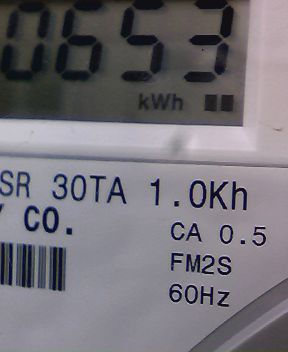 0653
kWh
SR 30TA 1.0Kh
Y CO.
CA 0.5
FM2S
60Hz